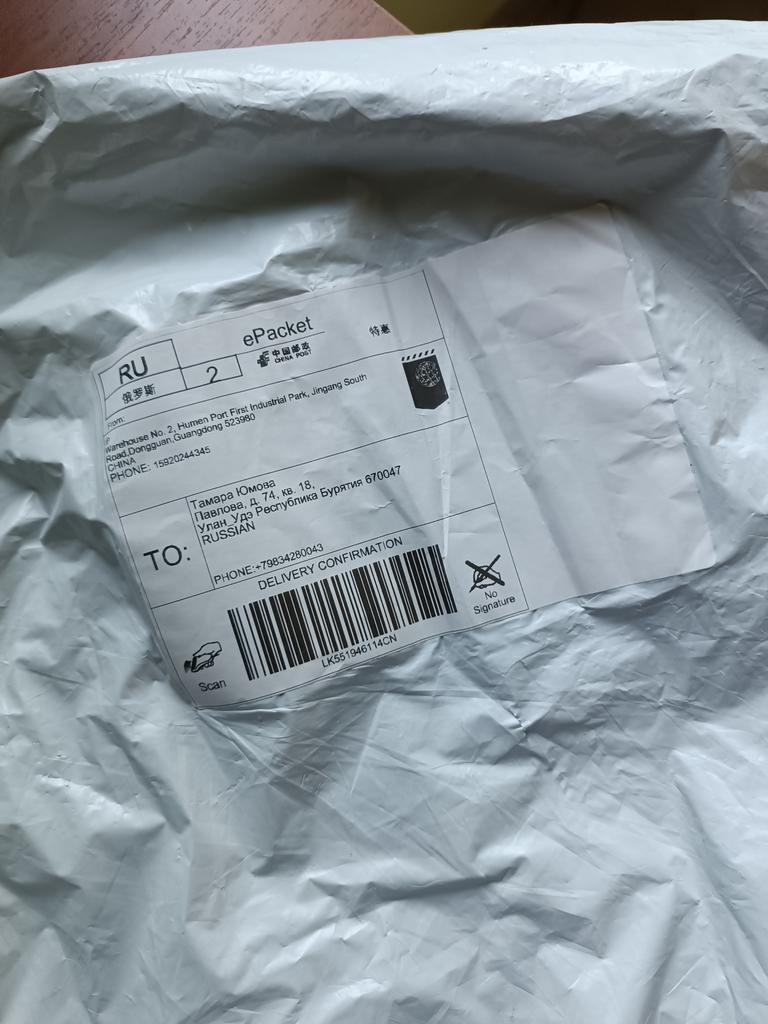 RU
俄罗斯
2
ePacket
中国邮政
CHINA POST
特惠
From:
Warehouse No. 2, Humen Port First Industrial Park, Jingang South
Road,Dongguan,Guangdong 523980
CHINA
PHONE: 15920244345
TO:
Тамара Юмова
Павлова, д. 74, кв. 18,
Улан_Удэ Республика Бурятия 670047
RUSSIAN
PHONE:+79834280043
DELIVERY CONFIRMATION
LK551946114CN
Scan
No
Signature